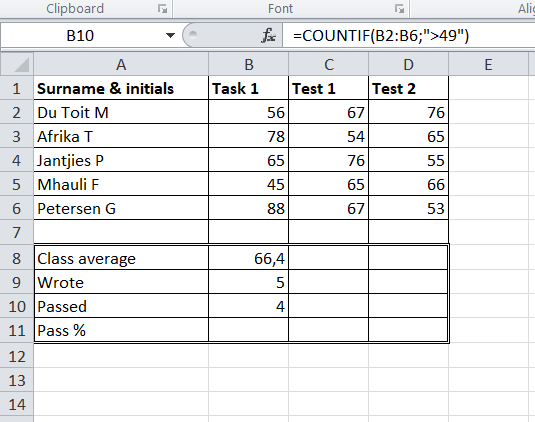 Clipboard Font Alig
B10 fx =COUNTIF(B2:B6;">49")
A B C D E
1 Surname & initials Task 1 Test 1 Test 2
2 Du Toit M 56 67 76
3 Afrika T 78 54 65
4 Jantjies P 65 76 55
5 Mhauli F 45 65 66
6 Petersen G 88 67 53
7
8 Class average 66,4
9 Wrote 5
10 Passed 4
11 Pass %
12
13
14